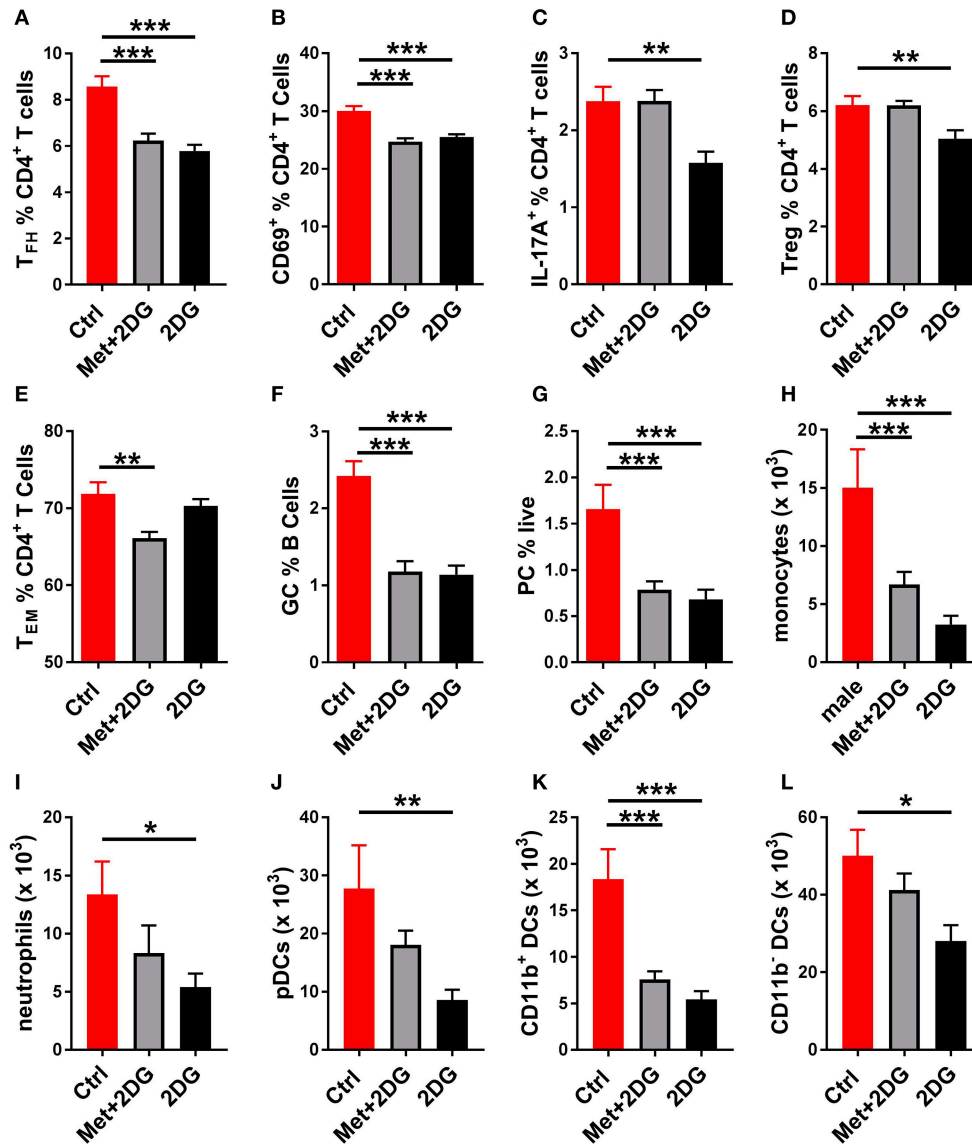 A
***
***
T_FH % CD4⁺ T cells
10
8
6
4
2
0
Ctrl
Met+2DG
2DG
B
***
***
CD69⁺ % CD4⁺ T Cells
40
30
20
10
0
Ctrl
Met+2DG
2DG
C
**
IL-17A⁺ % CD4⁺ T cells
3
2
1
0
Ctrl
Met+2DG
2DG
D
**
Treg % CD4⁺ T cells
8
6
4
2
0
Ctrl
Met+2DG
2DG
E
**
T_EM % CD4⁺ T Cells
80
70
60
50
Ctrl
Met+2DG
2DG
F
***
***
GC % B Cells
3
2
1
0
Ctrl
Met+2DG
2DG
G
***
***
PC % live
2.5
2.0
1.5
1.0
0.5
0.0
Ctrl
Met+2DG
2DG
H
***
***
monocytes (x 10³)
20
15
10
5
0
male
Met+2DG
2DG
I
*
neutrophils (x 10³)
20
15
10
5
0
Ctrl
Met+2DG
2DG
J
**
pDCs (x 10³)
40
30
20
10
0
Ctrl
Met+2DG
2DG
K
***
***
CD11b⁺ DCs (x 10³)
25
20
15
10
5
0
Ctrl
Met+2DG
2DG
L
*
CD11b⁻ DCs (x 10³)
60
40
20
0
Ctrl
Met+2DG
2DG